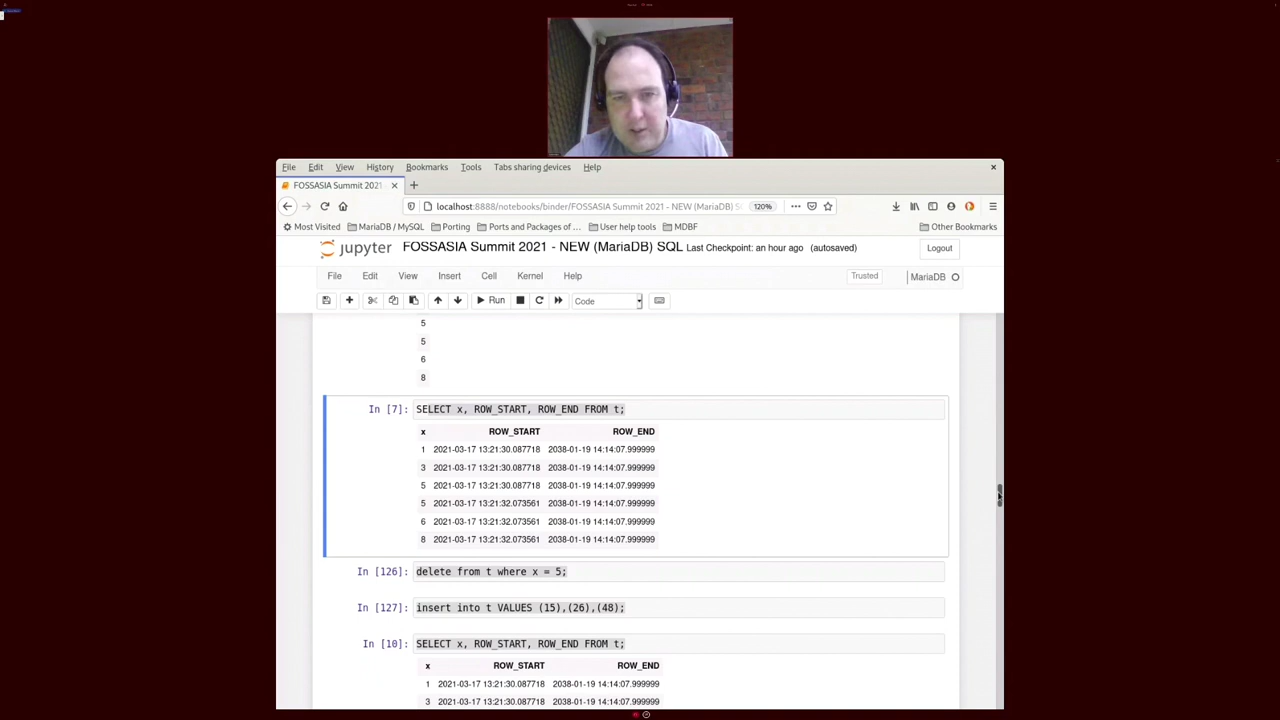 File Edit View History Bookmarks Tools Tabs sharing devices Help
FOSSASIA Summit 2021 -
localhost:8888/notebooks/binder/FOSSASIA Summit 2021 - NEW (MariaDB) S 120%
Most Visited MariaDB / MySQL Porting Ports and Packages of ... User help tools MDBF Other Bookmarks
jupyter FOSSASIA Summit 2021 - NEW (MariaDB) SQL Last Checkpoint: an hour ago (autosaved) Logout
File Edit View Insert Cell Kernel Help Trusted MariaDB
Run Code
5
5
6
8
In [7]: SELECT x, ROW_START, ROW_END FROM t;
x ROW_START ROW_END
1 2021-03-17 13:21:30.087718 2038-01-19 14:14:07.999999
3 2021-03-17 13:21:30.087718 2038-01-19 14:14:07.999999
5 2021-03-17 13:21:30.087718 2038-01-19 14:14:07.999999
5 2021-03-17 13:21:32.073561 2038-01-19 14:14:07.999999
6 2021-03-17 13:21:32.073561 2038-01-19 14:14:07.999999
8 2021-03-17 13:21:32.073561 2038-01-19 14:14:07.999999
In [126]: delete from t where x = 5;
In [127]: insert into t VALUES (15),(26),(48);
In [10]: SELECT x, ROW_START, ROW_END FROM t;
x ROW_START ROW_END
1 2021-03-17 13:21:30.087718 2038-01-19 14:14:07.999999
3 2021-03-17 13:21:30.087718 2038-01-19 14:14:07.999999